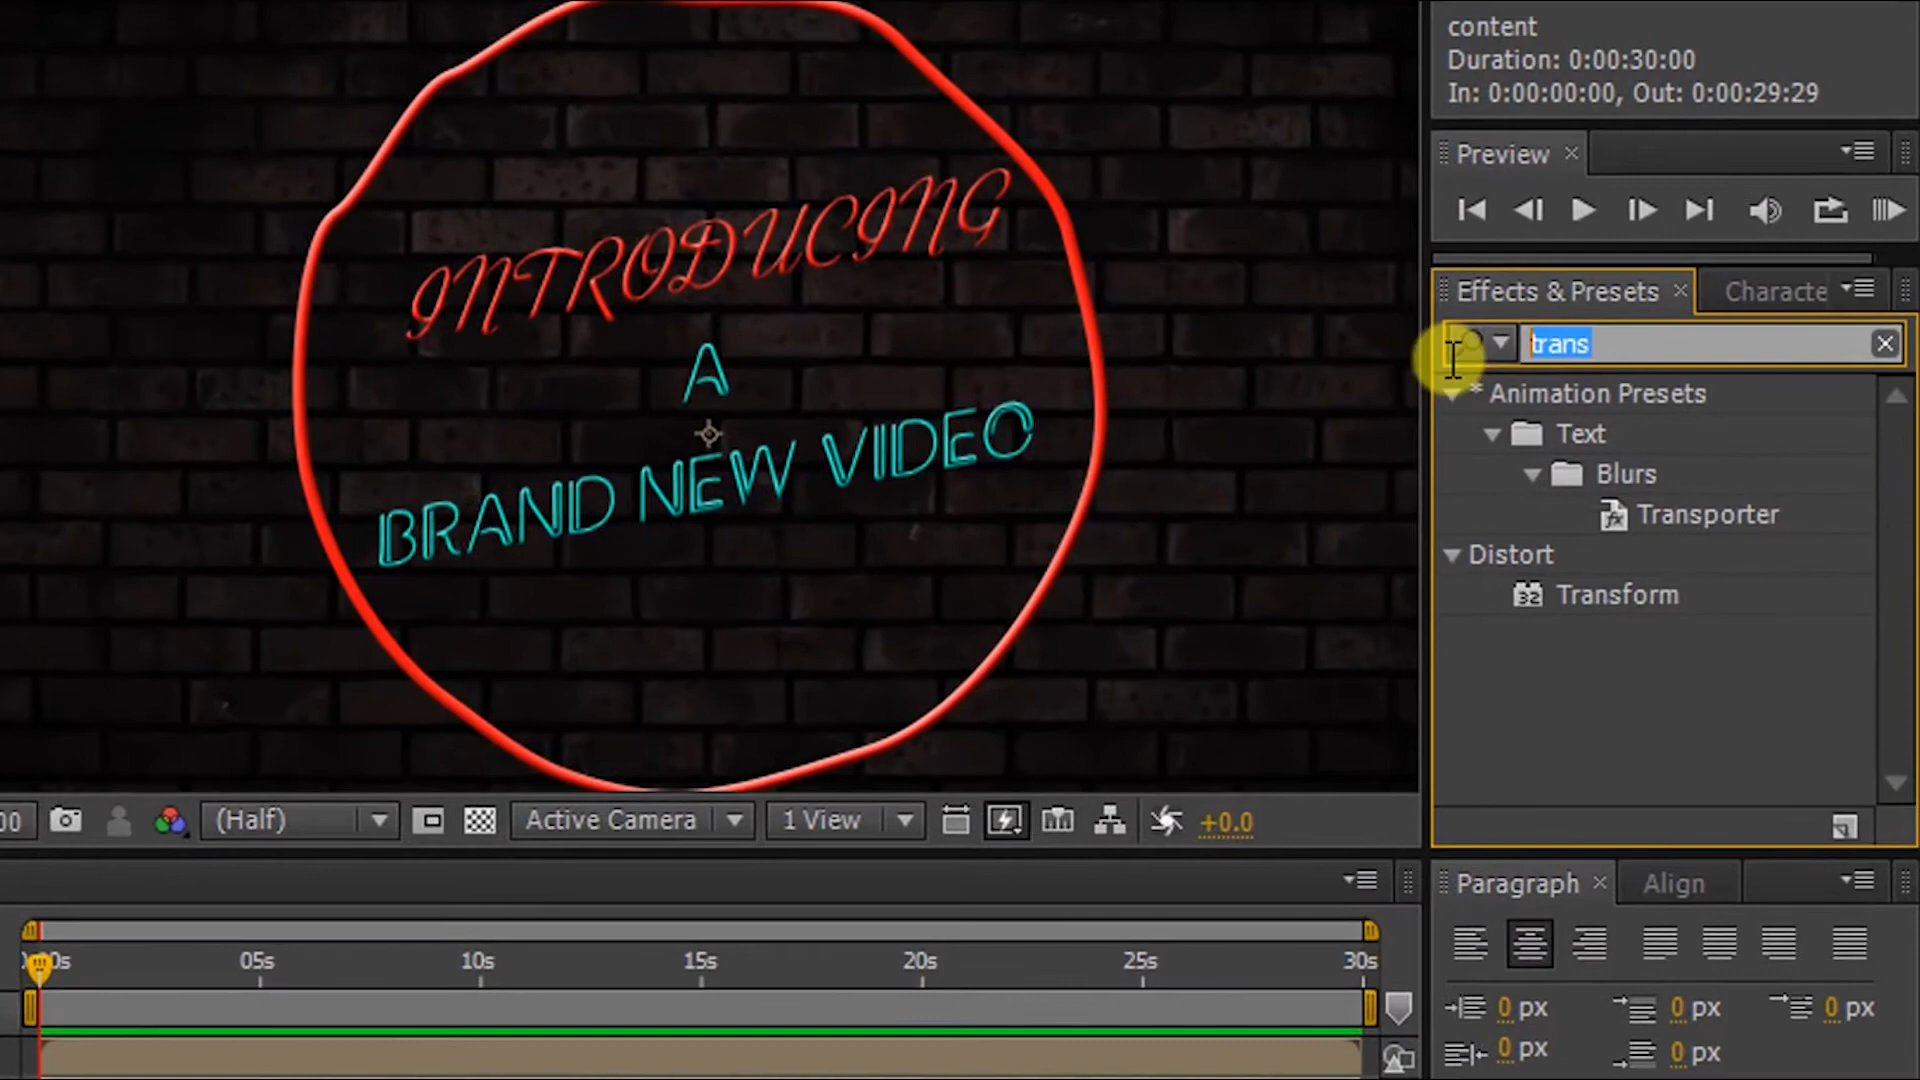 content
Duration: 0:00:30:00
In: 0:00:00:00, Out: 0:00:29:29
Preview
Effects & Presets
Characte
trans
* Animation Presets
Text
Blurs
Transporter
Distort
32 Transform
INTRODUCING
A
BRAND NEW VIDEO
00 (Half) Active Camera 1 View +0.0
Paragraph Align
05s 10s 15s 20s 25s 30s
0 px 0 px 0 px
0 px 0 px